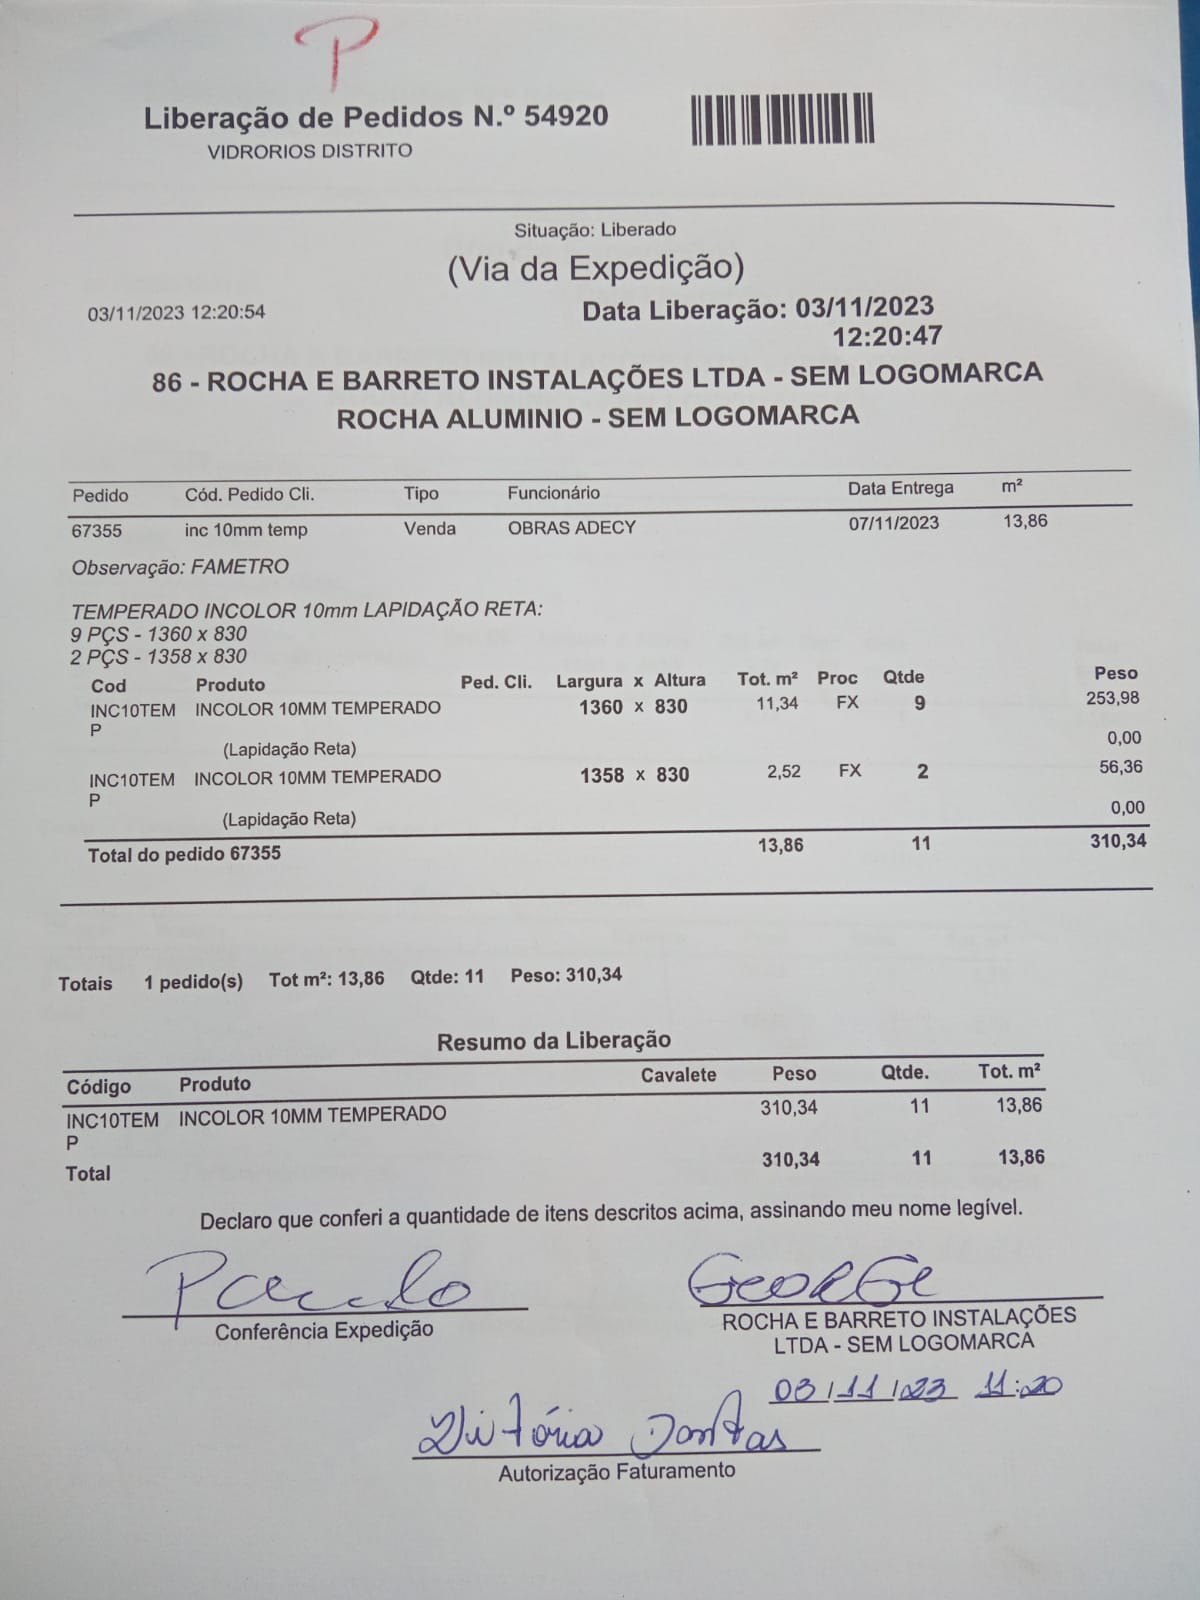 P
Liberação de Pedidos N.º 54920
VIDRORIOS DISTRITO
Situação: Liberado
(Via da Expedição)
03/11/2023 12:20:54
Data Liberação: 03/11/2023
12:20:47
86 - ROCHA E BARRETO INSTALAÇÕES LTDA - SEM LOGOMARCA
ROCHA ALUMINIO - SEM LOGOMARCA
Pedido Cód. Pedido Cli. Tipo Funcionário Data Entrega m²
67355 inc 10mm temp Venda OBRAS ADECY 07/11/2023 13,86
Observação: FAMETRO
TEMPERADO INCOLOR 10mm LAPIDAÇÃO RETA:
9 PÇS - 1360 x 830
2 PÇS - 1358 x 830
Cod Produto Ped. Cli. Largura x Altura Tot. m² Proc Qtde Peso
INC10TEM INCOLOR 10MM TEMPERADO 1360 x 830 11,34 FX 9 253,98
P
(Lapidação Reta) 0,00
INC10TEM INCOLOR 10MM TEMPERADO 1358 x 830 2,52 FX 2 56,36
P
(Lapidação Reta) 0,00
Total do pedido 67355 13,86 11 310,34
Totais 1 pedido(s) Tot m²: 13,86 Qtde: 11 Peso: 310,34
Resumo da Liberação
Código Produto Cavalete Peso Qtde. Tot. m²
INC10TEM INCOLOR 10MM TEMPERADO 310,34 11 13,86
P
Total 310,34 11 13,86
Declaro que conferi a quantidade de itens descritos acima, assinando meu nome legível.
Paulo GEORGE
Conferência Expedição
ROCHA E BARRETO INSTALAÇÕES
LTDA - SEM LOGOMARCA
03/11/23 11:20
Vitória Dantas
Autorização Faturamento